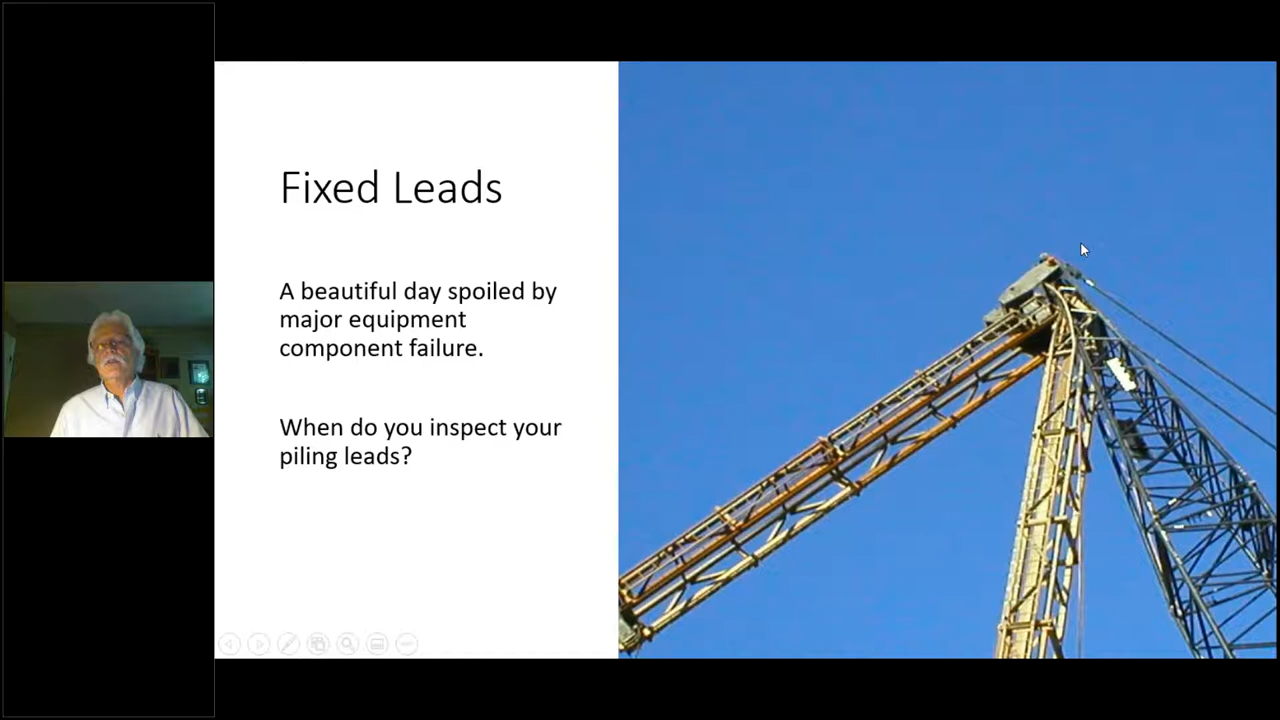 Fixed Leads
A beautiful day spoiled by
major equipment
component failure.
When do you inspect your
piling leads?